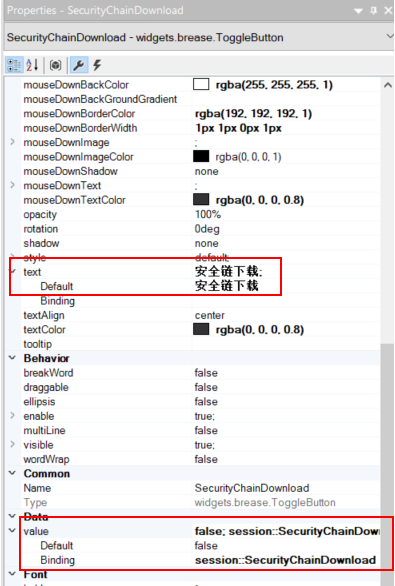 Properties - SecurityChainDownload
SecurityChainDownload - widgets.brease.ToggleButton
mouseDownBackColor rgba(255, 255, 255, 1)
mouseDownBackGroundGradient
mouseDownBorderColor rgba(192, 192, 192, 1)
mouseDownBorderWidth 1px 1px 0px 1px
mouseDownImage ;
mouseDownImageColor rgba(0, 0, 0, 1)
mouseDownShadow none
mouseDownText ;
mouseDownTextColor rgba(0, 0, 0, 0.8)
opacity 100%
rotation 0deg
shadow none
style default;
text 安全链下载;
Default 安全链下载
Binding
textAlign center
textColor rgba(0, 0, 0, 0.8)
tooltip
Behavior
breakWord false
draggable false
ellipsis false
enable true;
multiLine false
visible true;
wordWrap false
Common
Name SecurityChainDownload
Type widgets.brease.ToggleButton
Data
value false; session::SecurityChainDow
Default false
Binding session::SecurityChainDownload
Font